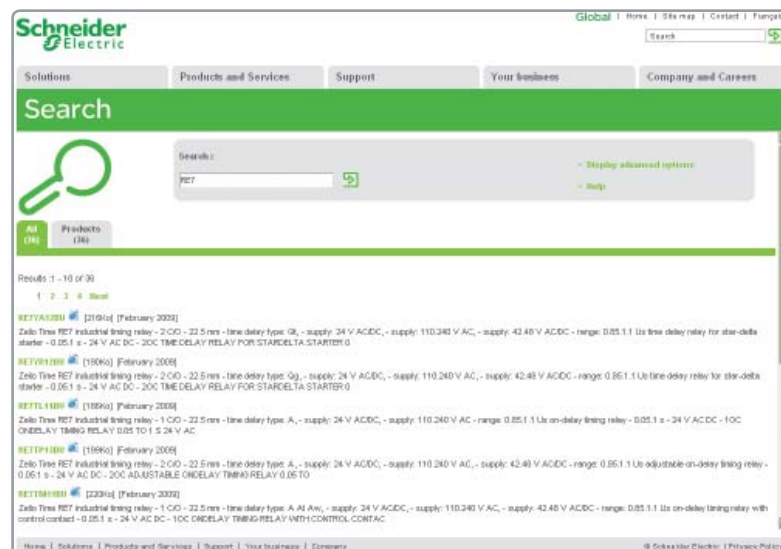 Schneider Electric
Global | Home | Site map | Contact | Français
Search
Solutions
Products and Services
Support
Your business
Company and Careers
Search
Search :
RE7
Display advanced options
Help
All (36)
Products (36)
Results :1 - 10 of 36
1 2 3 4 Next
[216Ko] [February 2009]
Zelio Time RE7 industrial timing relay - 2 C/O - 22.5 mm - time delay type: Qt, - supply: 24 V AC/DC, - supply: 110.240 V AC, - supply: 42.48 V AC/DC - range: 0.05.1.1 Us time delay relay for star-delta
starter - 0.05.1 s - 24 V AC DC - 2OC TIME DELAY RELAY FOR STARDELTA STARTER 0
[190Ko] [February 2009]
Zelio Time RE7 industrial timing relay - 2 C/O - 22.5 mm - time delay type: Qg, - supply: 24 V AC/DC, - supply: 110.240 V AC, - supply: 42.48 V AC/DC - range: 0.05.1.1 Us time delay relay for star-delta
starter - 0.05.1 s - 24 V AC DC - 2OC TIME DELAY RELAY FOR STARDELTA STARTER 0
RE7TL11BU [February 2009]
Zelio Time RE7 industrial timing relay - 1 C/O - 22.5 mm - time delay type: A, - supply: 24 V AC/DC, - supply: 110.240 V AC - range: 0.05.1.1 Us on-delay timing relay - 0.05.1 s - 24 V AC DC - 1OC
ONDELAY TIMING RELAY 0.05 TO 1 S 24 V AC
RE7TP13BU [February 2009]
Zelio Time RE7 industrial timing relay - 2 C/O - 22.5 mm - time delay type: A, - supply: 24 V AC/DC, - supply: 110.240 V AC, - supply: 42.48 V AC/DC - range: 0.05.1.1 Us adjustable on-delay timing relay -
0.05.1 s - 24 V AC DC - 2OC ADJUSTABLE ONDELAY TIMING RELAY 0.05 TO
RE7TM11BU [220Ko] [February 2009]
Zelio Time RE7 industrial timing relay - 1 C/O - 22.5 mm - time delay type: A At Aw, - supply: 24 V AC/DC, - supply: 110.240 V AC, - supply: 42.48 V AC/DC - range: 0.05.1.1 Us on-delay timing relay with
control contact - 0.05.1 s - 24 V AC DC - 1OC ONDELAY TIMING RELAY WITH CONTROL CONTAC
Home | Solutions | Products and Services | Support | Your business | Company
© Schneider Electric | Privacy Policy